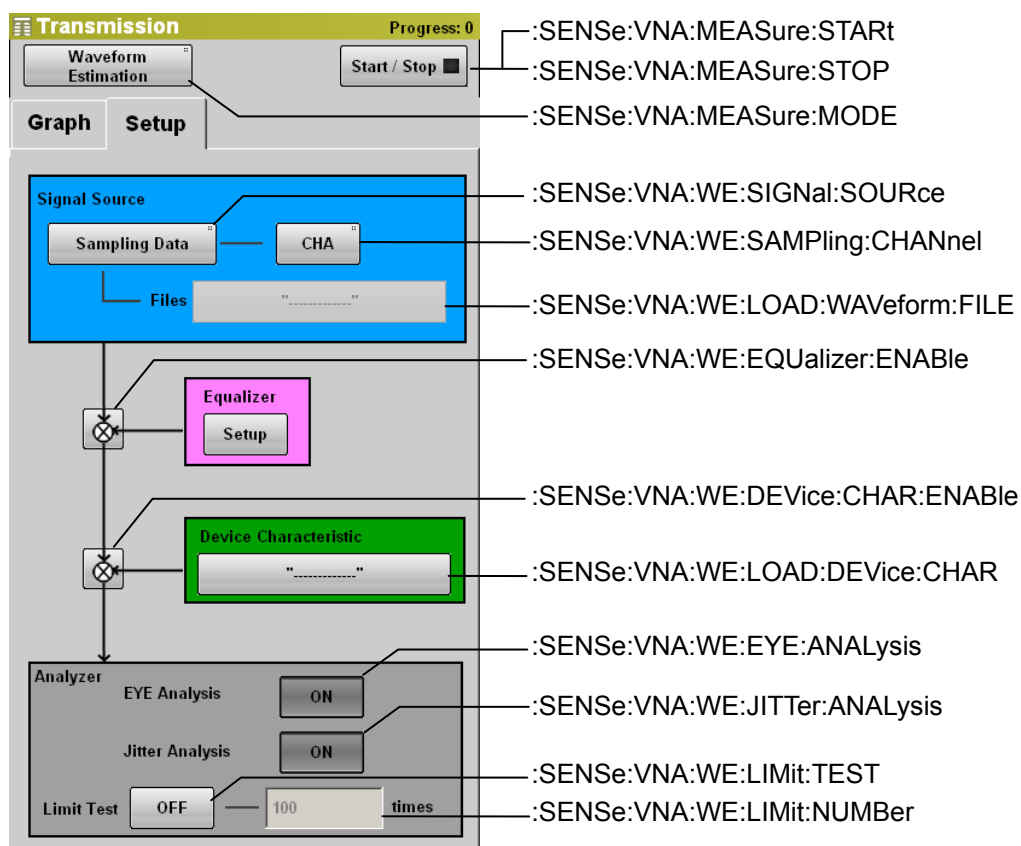 Transmission Progress: 0
Waveform
Estimation
Start / Stop
Graph Setup
Signal Source
Sampling Data CHA
Files "------------"
Equalizer
Setup
Device Characteristic
"------------"
Analyzer
EYE Analysis ON
Jitter Analysis ON
Limit Test OFF 100 times
:SENSe:VNA:MEASure:STARt
:SENSe:VNA:MEASure:STOP
:SENSe:VNA:MEASure:MODE
:SENSe:VNA:WE:SIGNal:SOURce
:SENSe:VNA:WE:SAMPling:CHANnel
:SENSe:VNA:WE:LOAD:WAVeform:FILE
:SENSe:VNA:WE:EQUalizer:ENABle
:SENSe:VNA:WE:DEVice:CHAR:ENABle
:SENSe:VNA:WE:LOAD:DEVice:CHAR
:SENSe:VNA:WE:EYE:ANALysis
:SENSe:VNA:WE:JITTer:ANALysis
:SENSe:VNA:WE:LIMit:TEST
:SENSe:VNA:WE:LIMit:NUMBer